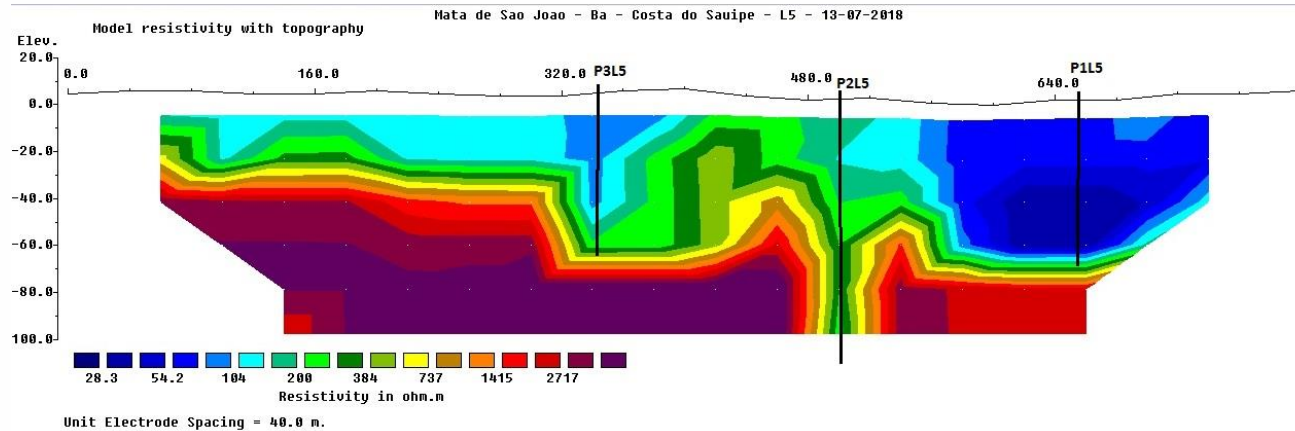 Mata de Sao Joao - Ba - Costa do Sauipe - L5 - 13-07-2018
Model resistivity with topography
Elev.
20.0
0.0 160.0 320.0 P3L5 480.0 P2L5 640.0 P1L5
0.0
-20.0
-40.0
-60.0
-80.0
100.0
28.3 54.2 104 200 384 737 1415 2717
Resistivity in ohm.m
Unit Electrode Spacing = 40.0 m.